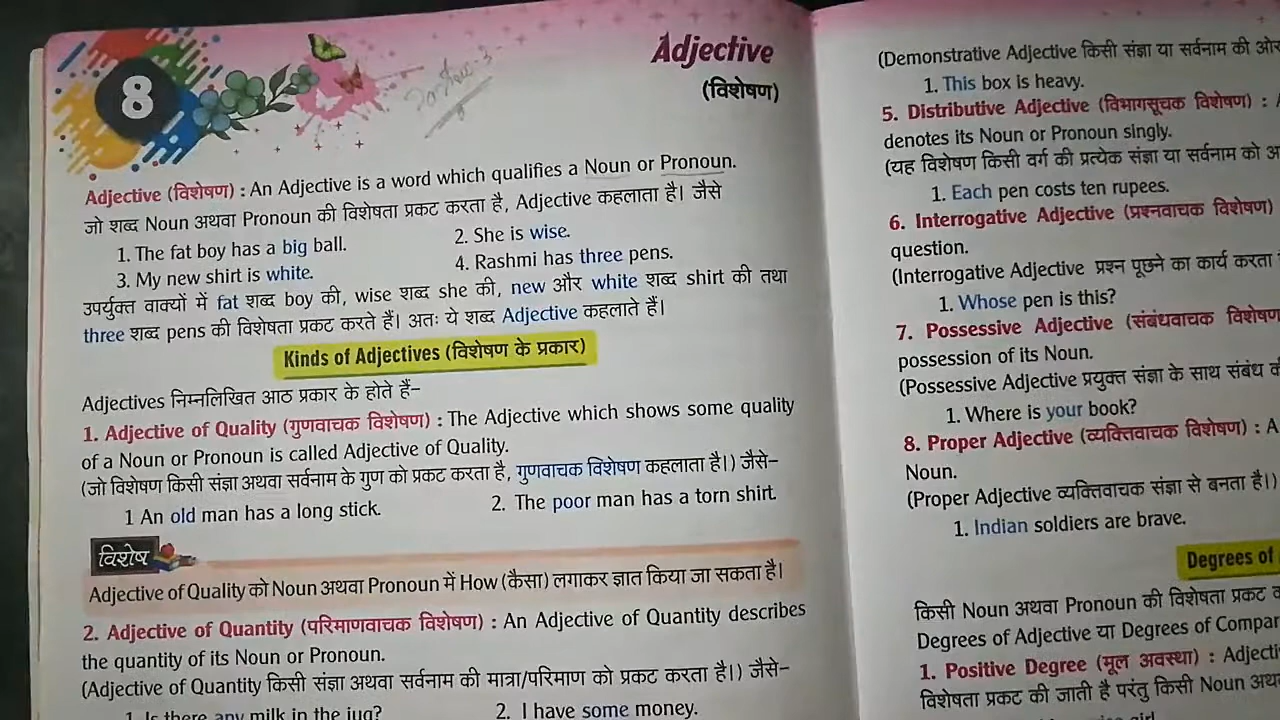 8
Adjective
(विशेषण)
Adjective (विशेषण) : An Adjective is a word which qualifies a Noun or Pronoun.
जो शब्द Noun अथवा Pronoun की विशेषता प्रकट करता है, Adjective कहलाता है। जैसे
1. The fat boy has a big ball. 2. She is wise.
3. My new shirt is white. 4. Rashmi has three pens.
उपर्युक्त वाक्यों में fat शब्द boy की, wise शब्द she की, new और white शब्द shirt की तथा
three शब्द pens की विशेषता प्रकट करते हैं। अतः ये शब्द Adjective कहलाते हैं।
Kinds of Adjectives (विशेषण के प्रकार)
Adjectives निम्नलिखित आठ प्रकार के होते हैं–
1. Adjective of Quality (गुणवाचक विशेषण) : The Adjective which shows some quality
of a Noun or Pronoun is called Adjective of Quality.
(जो विशेषण किसी संज्ञा अथवा सर्वनाम के गुण को प्रकट करता है, गुणवाचक विशेषण कहलाता है।) जैसे–
1 An old man has a long stick. 2. The poor man has a torn shirt.
विशेष
Adjective of Quality को Noun अथवा Pronoun में How (कैसा) लगाकर ज्ञात किया जा सकता है।
2. Adjective of Quantity (परिमाणवाचक विशेषण) : An Adjective of Quantity describes
the quantity of its Noun or Pronoun.
(Adjective of Quantity किसी संज्ञा अथवा सर्वनाम की मात्रा/परिमाण को प्रकट करता है।) जैसे–
1. Is there any milk in the jug? 2. I have some money.
(Demonstrative Adjective किसी संज्ञा या सर्वनाम की ओर
1. This box is heavy.
5. Distributive Adjective (विभागसूचक विशेषण) :
denotes its Noun or Pronoun singly.
(यह विशेषण किसी वर्ग की प्रत्येक संज्ञा या सर्वनाम को
1. Each pen costs ten rupees.
6. Interrogative Adjective (प्रश्नवाचक विशेषण)
question.
(Interrogative Adjective प्रश्न पूछने का कार्य करता
1. Whose pen is this?
7. Possessive Adjective (संबंधवाचक विशेषण
possession of its Noun.
(Possessive Adjective प्रयुक्त संज्ञा के साथ संबंध
1. Where is your book?
8. Proper Adjective (व्यक्तिवाचक विशेषण) : A
Noun.
(Proper Adjective व्यक्तिवाचक संज्ञा से बनता है।)
1. Indian soldiers are brave.
Degrees of
किसी Noun अथवा Pronoun की विशेषता प्रकट
Degrees of Adjective या Degrees of Compar
1. Positive Degree (मूल अवस्था) : Adjecti
विशेषता प्रकट की जाती है परंतु किसी Noun अथ
girl